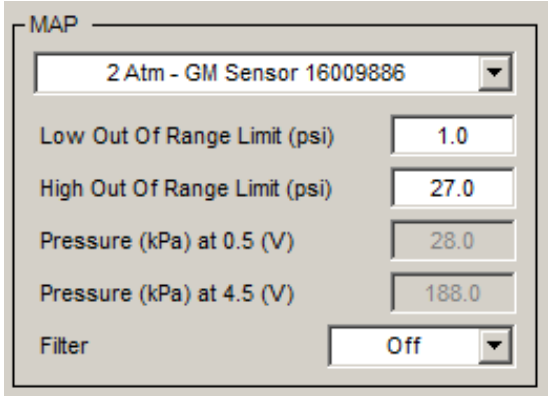 MAP
2 Atm - GM Sensor 16009886
Low Out Of Range Limit (psi) 1.0
High Out Of Range Limit (psi) 27.0
Pressure (kPa) at 0.5 (V) 28.0
Pressure (kPa) at 4.5 (V) 188.0
Filter Off